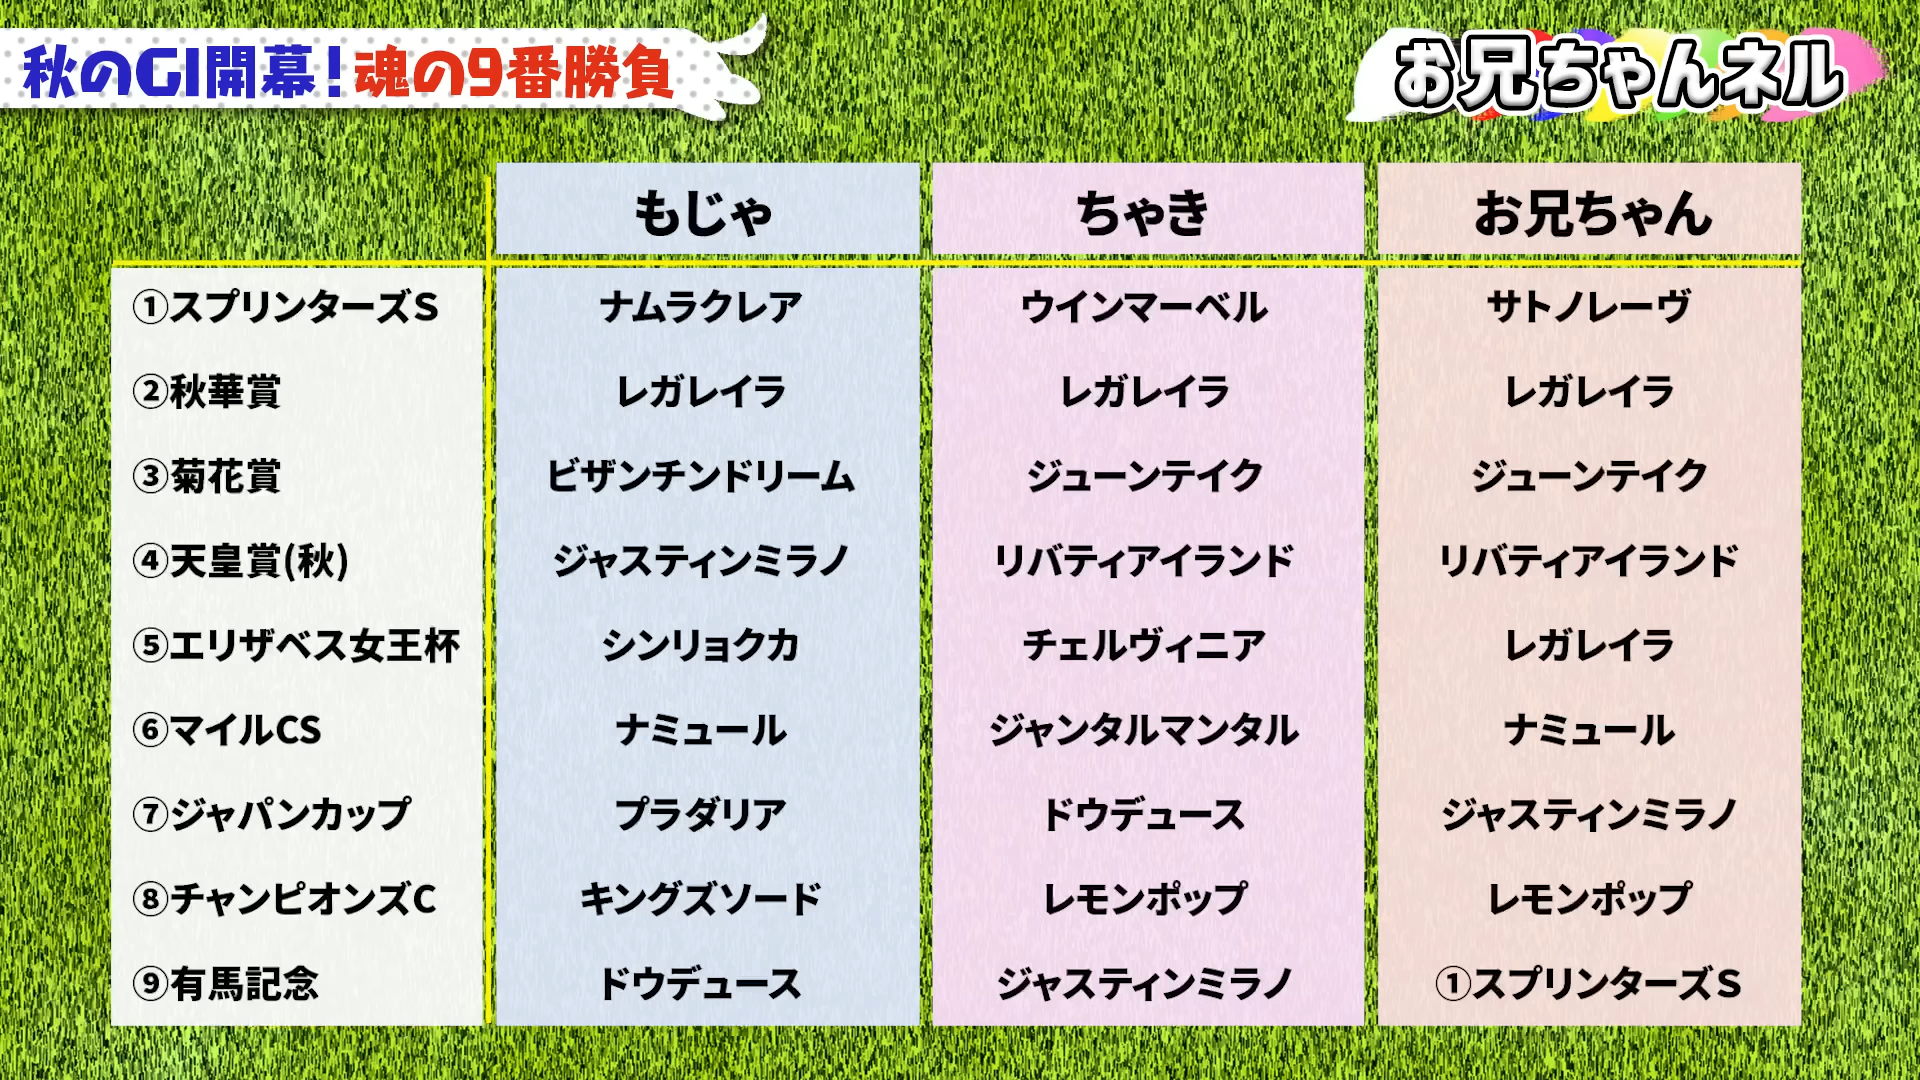 秋のGI開幕!魂の9番勝負
お兄ちゃんネル
もじゃ ちゃき お兄ちゃん
①スプリンターズS ナムラクレア ウインマーベル サトノレーヴ
②秋華賞 レガレイラ レガレイラ レガレイラ
③菊花賞 ビザンチンドリーム ジューンテイク ジューンテイク
④天皇賞(秋) ジャスティンミラノ リバティアイランド リバティアイランド
⑤エリザベス女王杯 シンリョクカ チェルヴィニア レガレイラ
⑥マイルCS ナミュール ジャンタルマンタル ナミュール
⑦ジャパンカップ プラダリア ドウデュース ジャスティンミラノ
⑧チャンピオンズC キングズソード レモンポップ レモンポップ
⑨有馬記念 ドウデュース ジャスティンミラノ ①スプリンターズS